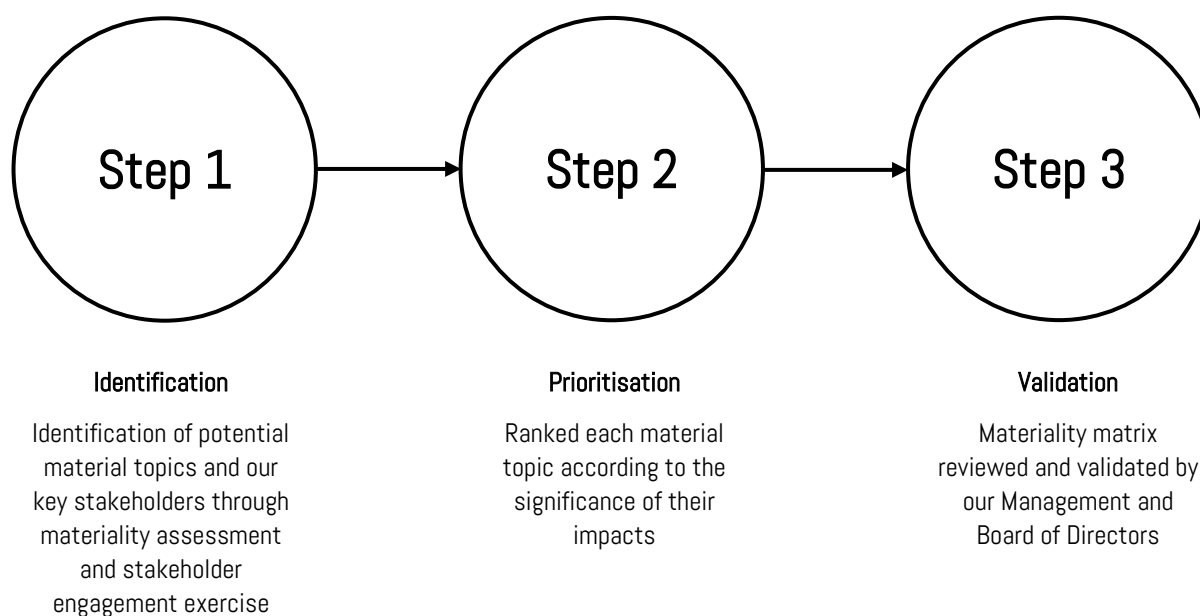 Step 1
Step 2
Step 3
Identification
Identification of potential
material topics and our
key stakeholders through
materiality assessment
and stakeholder
engagement exercise
Prioritisation
Ranked each material
topic according to the
significance of their
impacts
Validation
Materiality matrix
reviewed and validated by
our Management and
Board of Directors